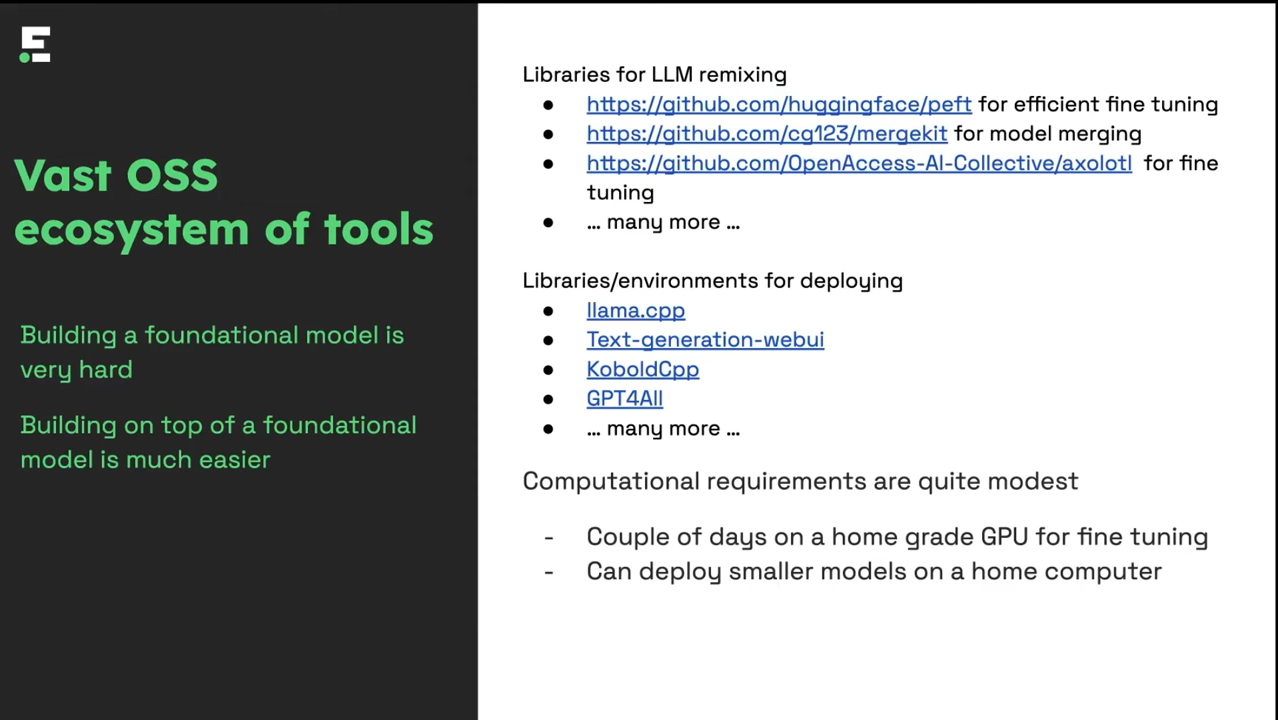 Vast OSS
ecosystem of tools
Building a foundational model is
very hard
Building on top of a foundational
model is much easier
Libraries for LLM remixing
● https://github.com/huggingface/peft for efficient fine tuning
● https://github.com/cg123/mergekit for model merging
● https://github.com/OpenAccess-AI-Collective/axolotl for fine
tuning
● … many more …
Libraries/environments for deploying
● llama.cpp
● Text-generation-webui
● KoboldCpp
● GPT4All
● … many more …
Computational requirements are quite modest
- Couple of days on a home grade GPU for fine tuning
- Can deploy smaller models on a home computer